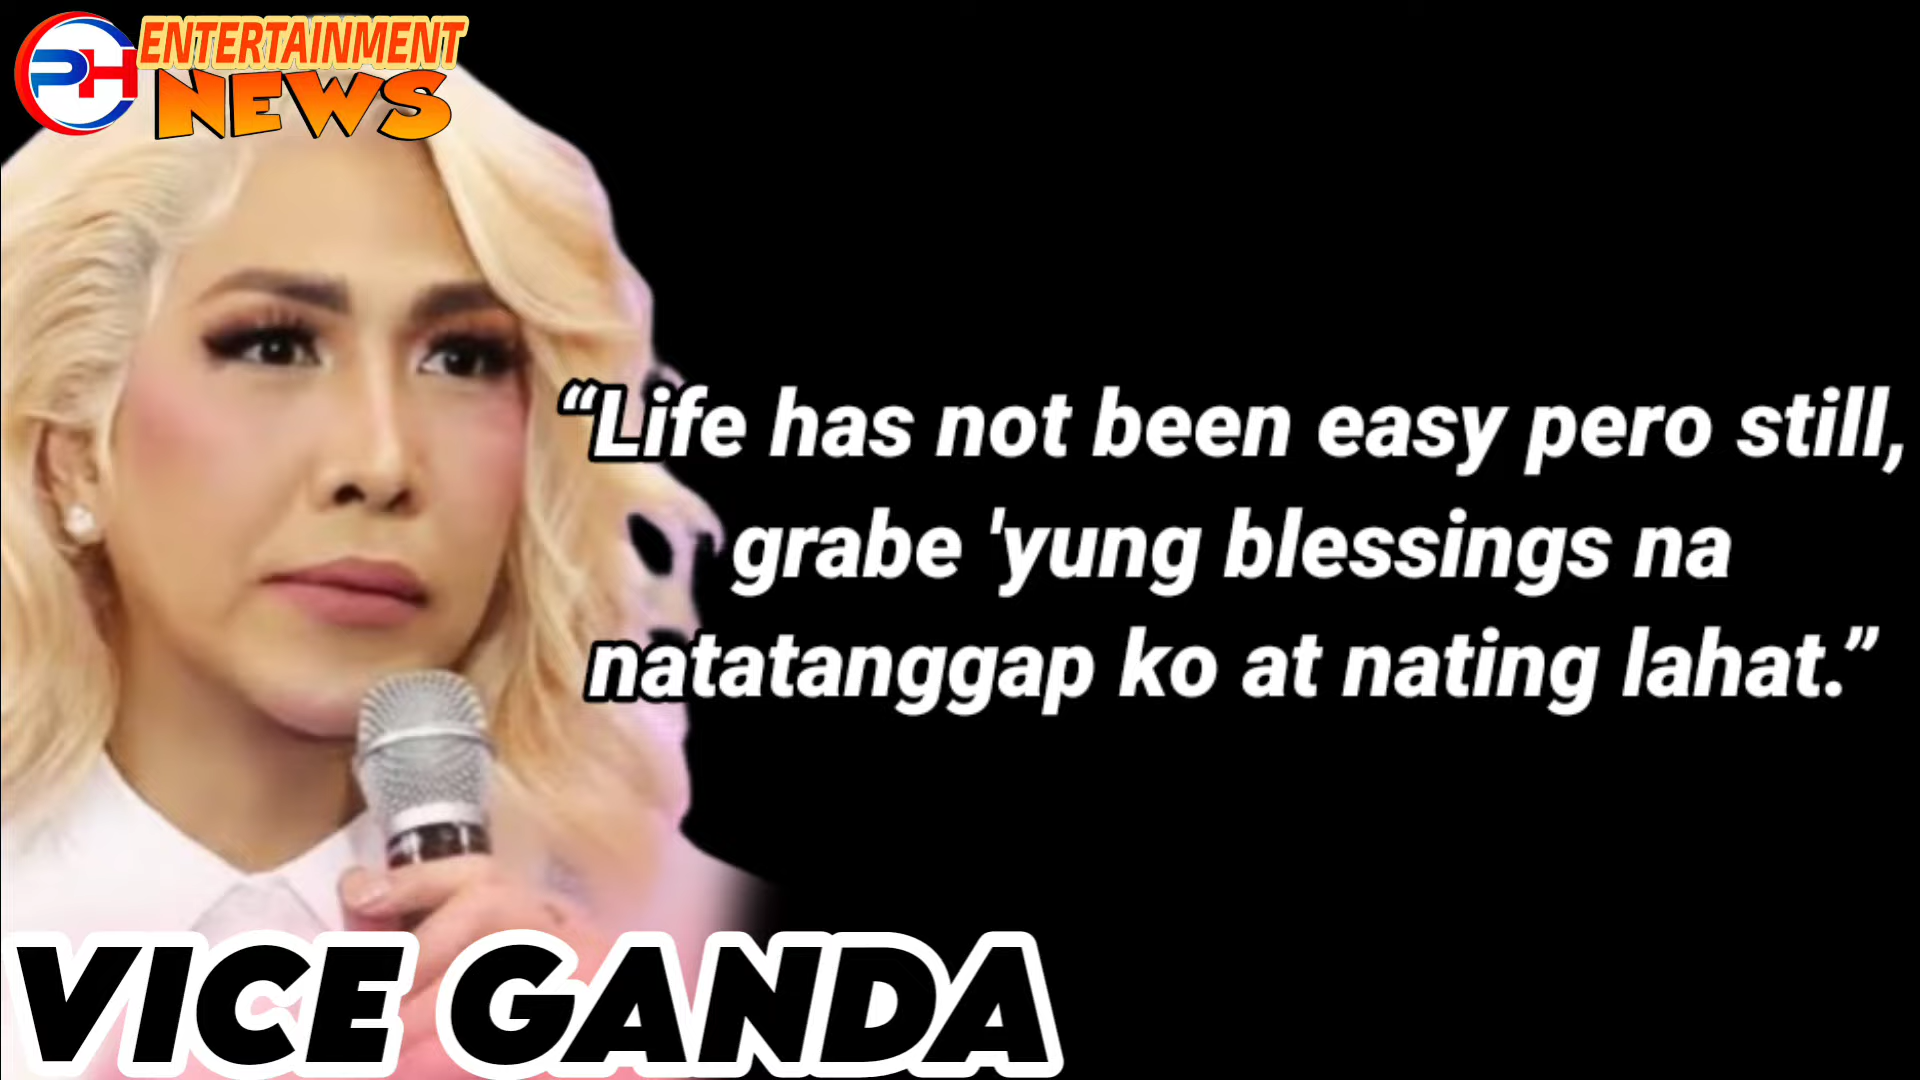 PH ENTERTAINMENT
NEWS
“Life has not been easy pero still,
grabe 'yung blessings na
natatanggap ko at nating lahat.”
VICE GANDA